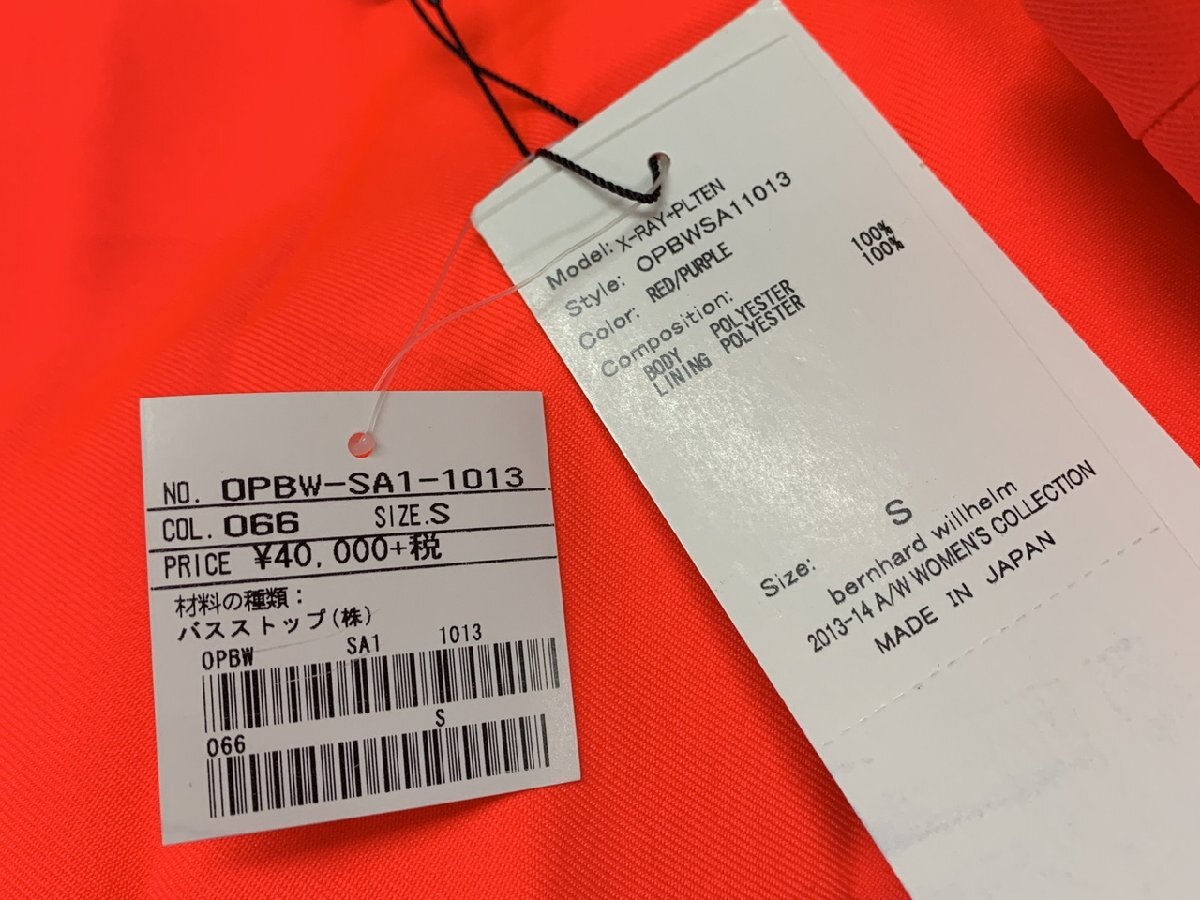 Model: X-RAY+PLTEN
Style: OPBWSA11013
Color: RED/PURPLE
Composition:
BODY POLYESTER 100%
LINING POLYESTER 100%
Size: S
bernhard willhelm
2013-14 A/W WOMEN'S COLLECTION
MADE IN JAPAN
NO. OPBW-SA1-1013
COL. 066 SIZE.S
PRICE ¥40,000+税
材料の種類:
バスストップ(株)
OPBW SA1 1013
066 S